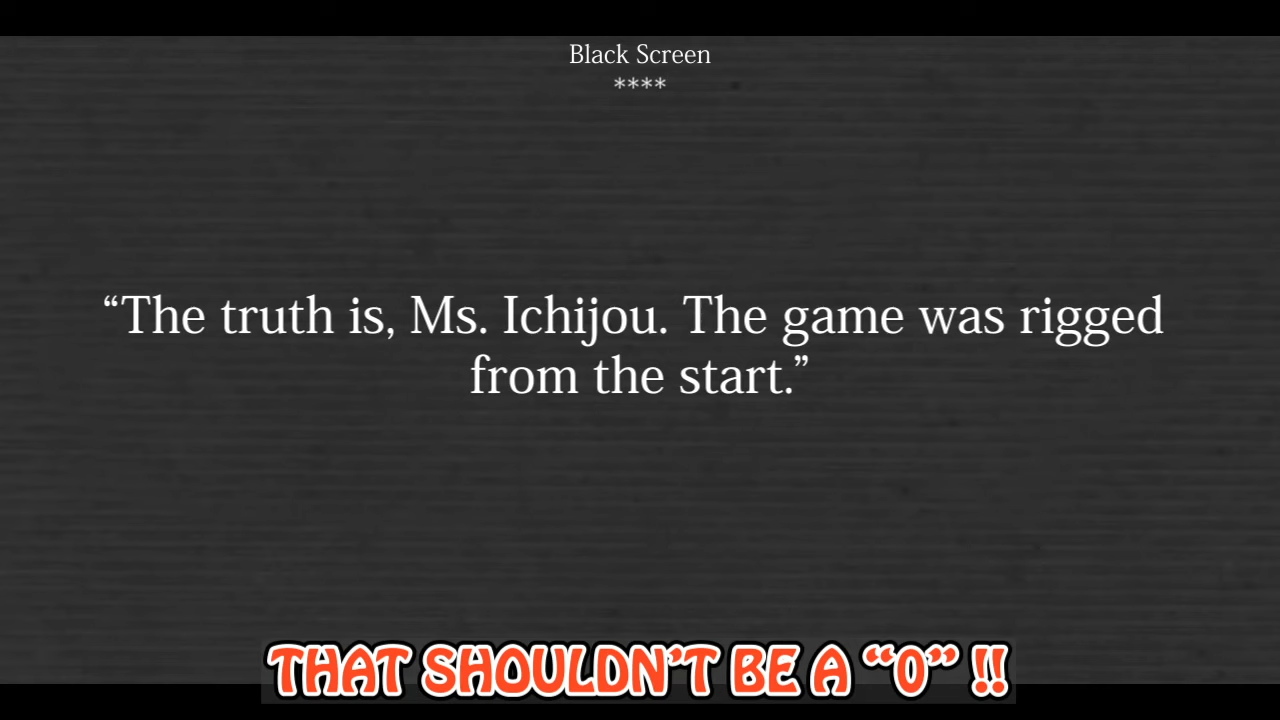 Black Screen
****
“The truth is, Ms. Ichijou. The game was rigged
from the start.”
THAT SHOULDN'T BE A “0” !!